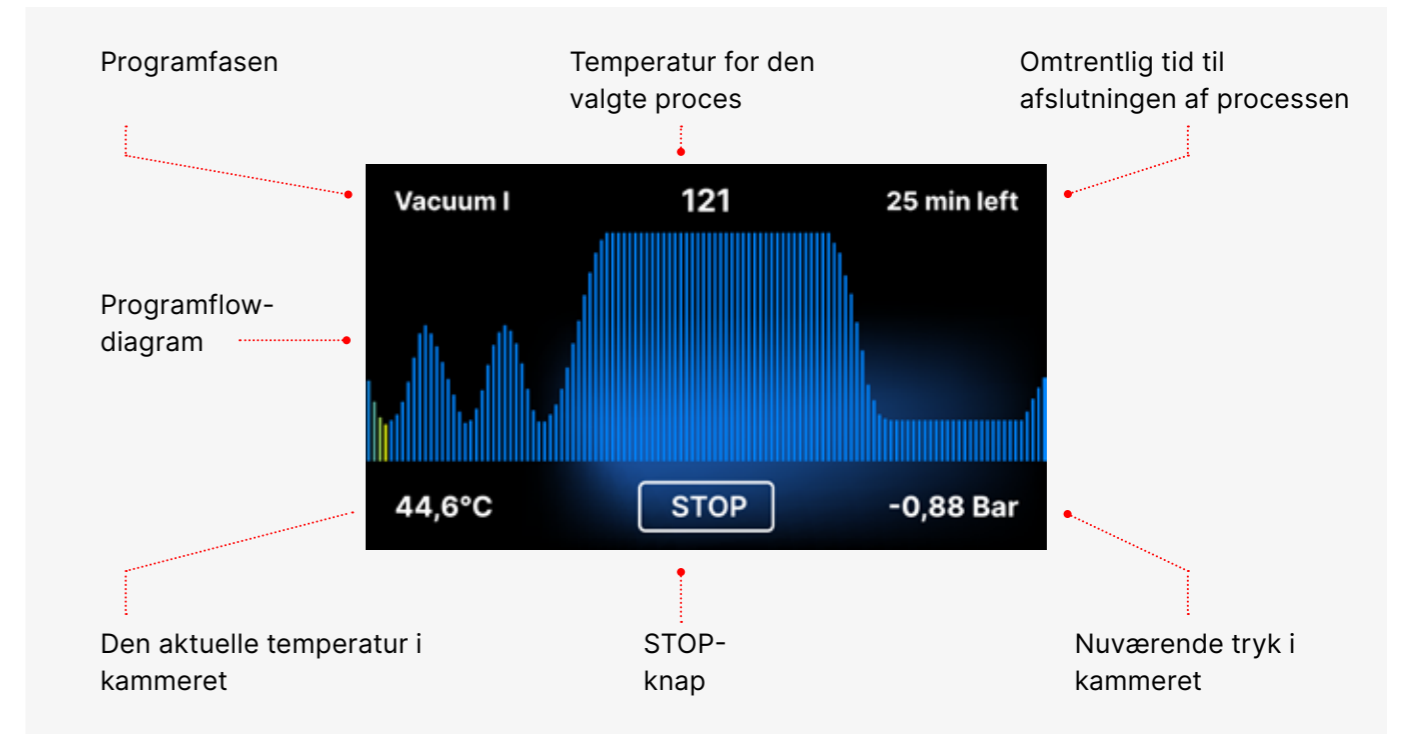 Programfasen
Temperatur for den
valgte proces
Omtrentlig tid til
afslutningen af processen
Vacuum I
121
25 min left
Programflow-
diagram
44,6°C
STOP
-0,88 Bar
Den aktuelle temperatur i
kammeret
STOP-
knap
Nuværende tryk i
kammeret